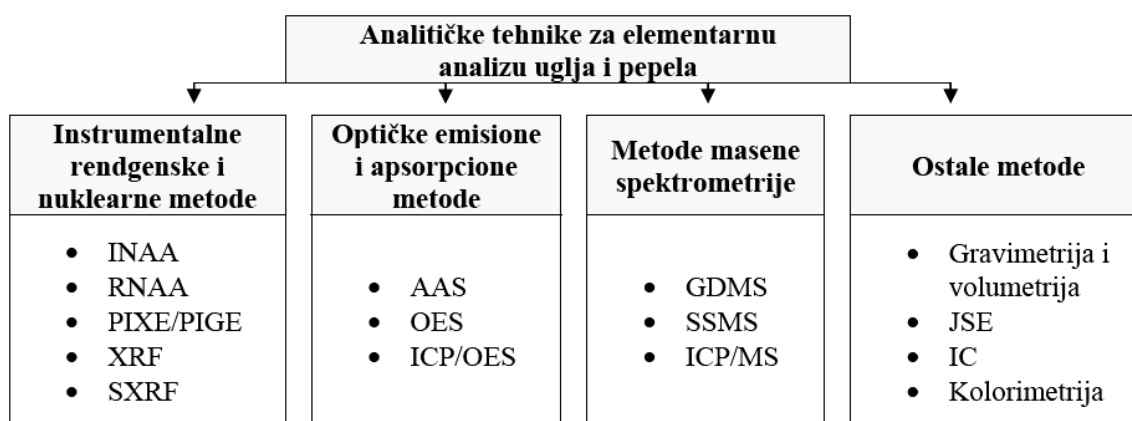 Analitičke tehnike za elementarnu
analizu uglja i pepela
Instrumentalne
rendgenske i
nuklearne metode
• INAA
• RNAA
• PIXE/PIGE
• XRF
• SXRF
Optičke emisione
i apsorpcione
metode
• AAS
• OES
• ICP/OES
Metode masene
spektrometrije
• GDMS
• SSMS
• ICP/MS
Ostale metode
• Gravimetrija i
volumetrija
• JSE
• IC
• Kolorimetrija